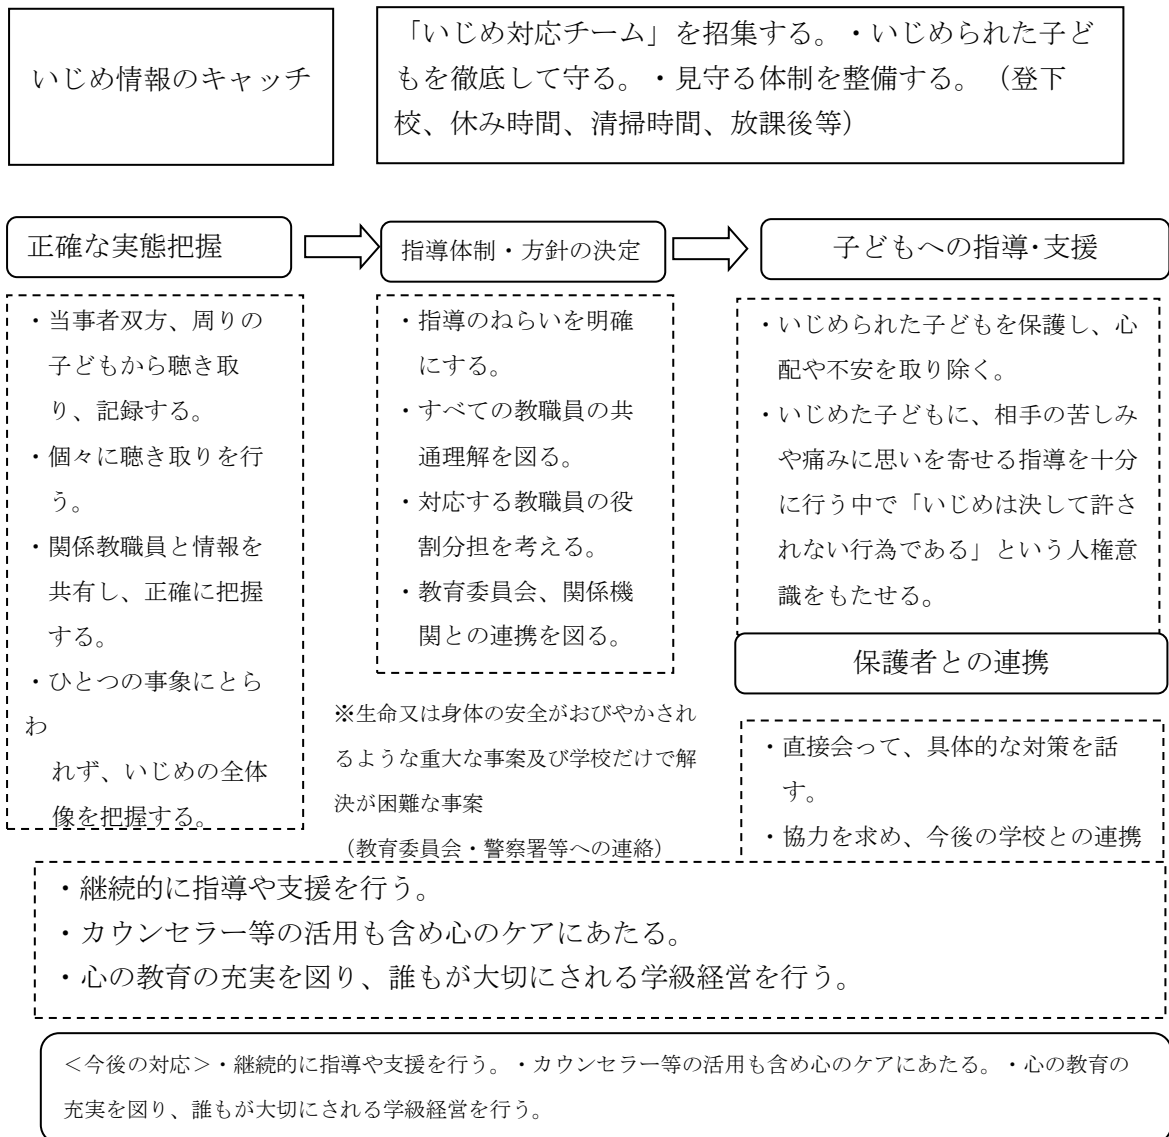 いじめ情報のキャッチ
「いじめ対応チーム」を招集する。・いじめられた子ど
もを徹底して守る。・見守る体制を整備する。（登下
校、休み時間、清掃時間、放課後等）
正確な実態把握
指導体制・方針の決定
子どもへの指導･支援
・当事者双方、周りの
子どもから聴き取
り、記録する。
・個々に聴き取りを行
う。
・関係教職員と情報を
共有し、正確に把握
する。
・ひとつの事象にとら
わ
れず、いじめの全体
像を把握する。
・指導のねらいを明確
にする。
・すべての教職員の共
通理解を図る。
・対応する教職員の役
割分担を考える。
・教育委員会、関係機
関との連携を図る。
※生命又は身体の安全がおびやかされ
るような重大な事案及び学校だけで解
決が困難な事案
（教育委員会・警察署等への連絡）
・いじめられた子どもを保護し、心
配や不安を取り除く。
・いじめた子どもに、相手の苦しみ
や痛みに思いを寄せる指導を十分
に行う中で「いじめは決して許さ
れない行為である」という人権意
識をもたせる。
保護者との連携
・直接会って、具体的な対策を話
す。
・協力を求め、今後の学校との連携
・継続的に指導や支援を行う。
・カウンセラー等の活用も含め心のケアにあたる。
・心の教育の充実を図り、誰もが大切にされる学級経営を行う。
＜今後の対応＞・継続的に指導や支援を行う。・カウンセラー等の活用も含め心のケアにあたる。・心の教育の
充実を図り、誰もが大切にされる学級経営を行う。